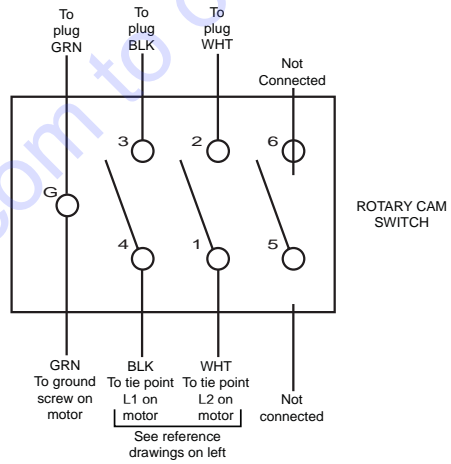 com to o
To
plug
GRN
To
plug
BLK
To
plug
WHT
Not
Connected
3
2
6
G
4
1
5
ROTARY CAM
SWITCH
GRN
To ground
screw on
motor
BLK
To tie point
L1 on
motor
WHT
To tie point
L2 on
motor
Not
connected
See reference
drawings on left